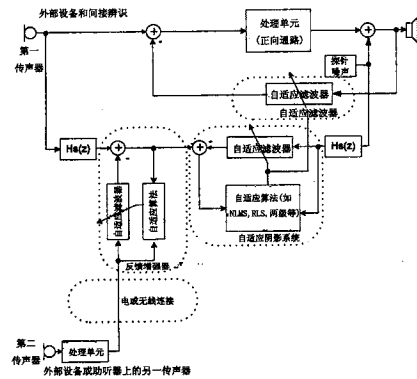 外部设备和间接辨识
第一
传声器
处理单元
(正向通路)
探针
噪声
自适应滤波器
自适应滤波器
Hs(z)
自适应滤波器
Hs(z)
自适应滤波器
自适应算法
自适应算法(如
NLMS, RLS, 两级等)
自适应阴影系统
反馈增强器
电或无线连接
第二
传声器
处理单元
外部设备或助听器上的另一传声器